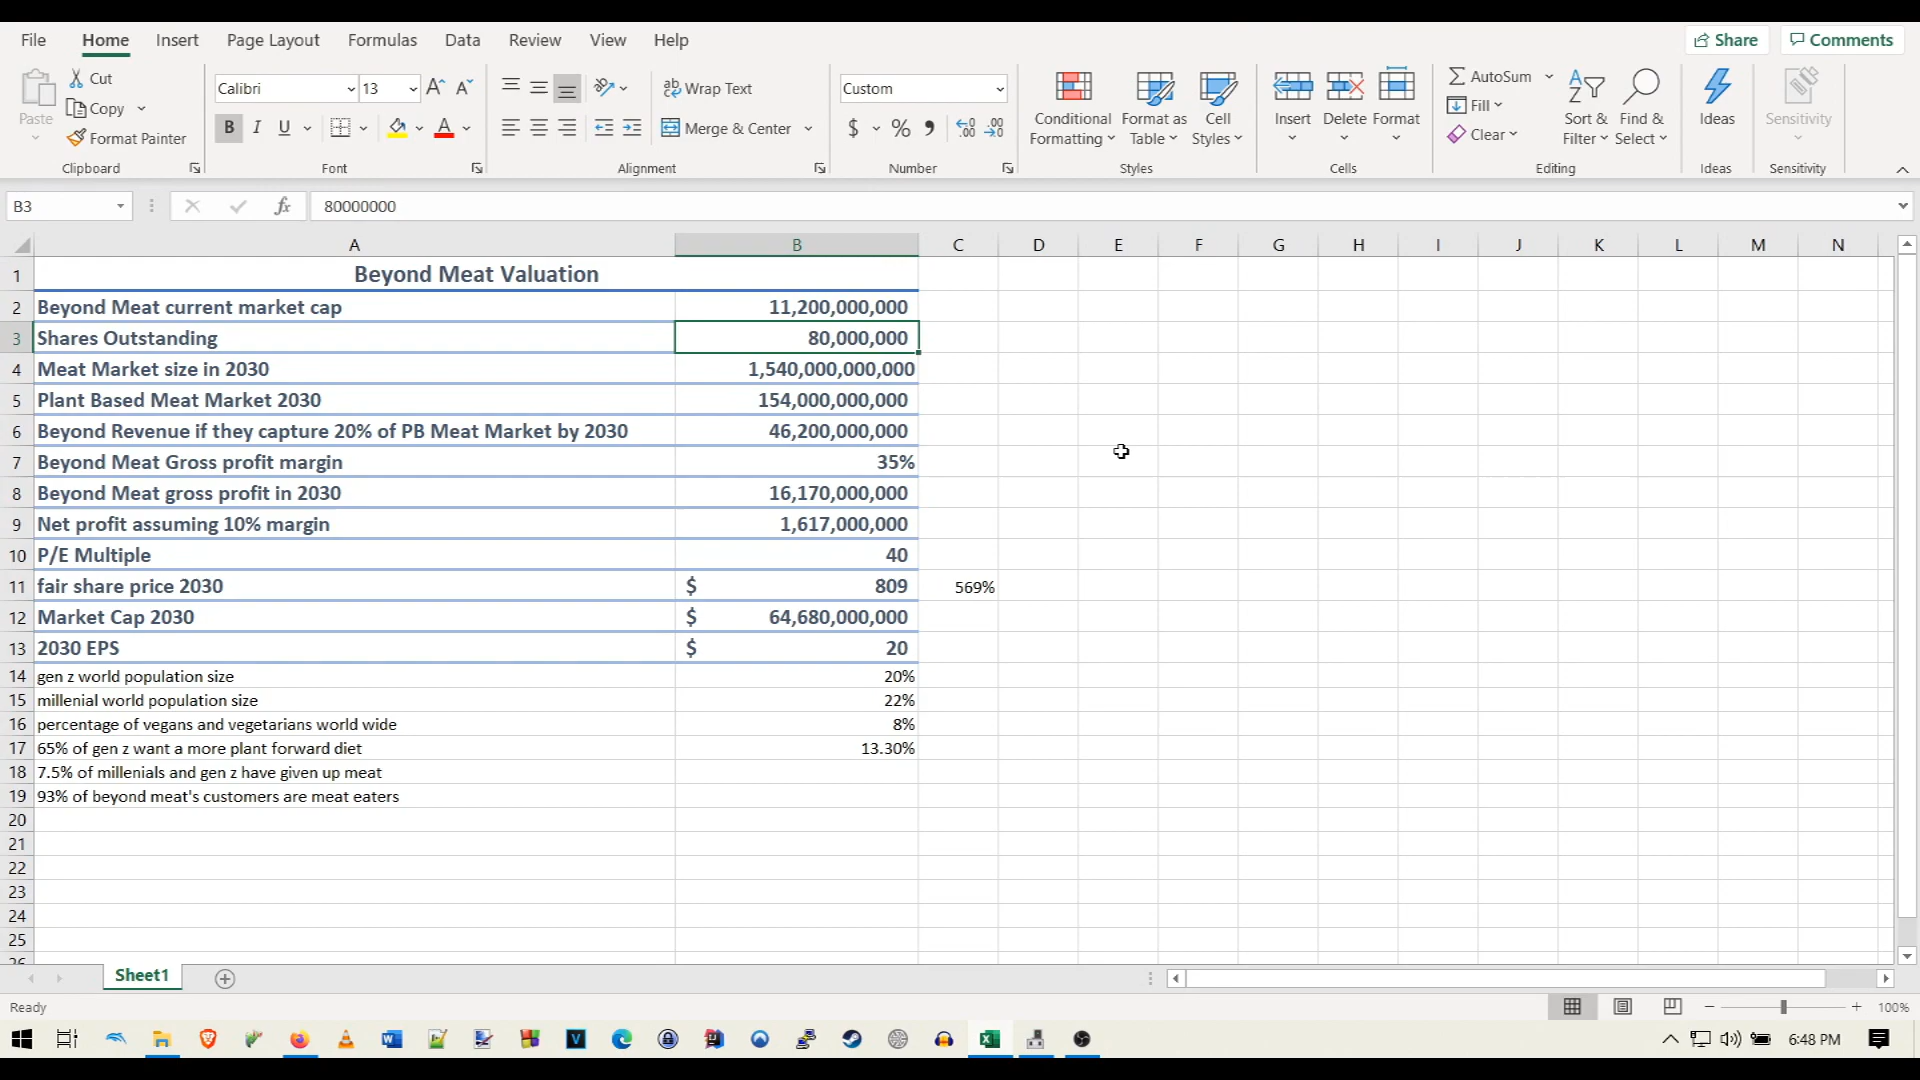 File Home Insert Page Layout Formulas Data Review View Help Share Comments
Paste Cut Copy Format Painter Clipboard
Calibri 13 B I U A Font
Wrap Text Merge & Center Alignment
Custom $ % Number
Conditional Formatting Format as Table Cell Styles Styles
Insert Delete Format Cells
AutoSum Fill Clear Sort & Filter Find & Select Editing
Ideas Ideas
Sensitivity Sensitivity
B3 fx 80000000
A B C D E F G H I J K L M N
1 Beyond Meat Valuation
2 Beyond Meat current market cap 11,200,000,000
3 Shares Outstanding 80,000,000
4 Meat Market size in 2030 1,540,000,000,000
5 Plant Based Meat Market 2030 154,000,000,000
6 Beyond Revenue if they capture 20% of PB Meat Market by 2030 46,200,000,000
7 Beyond Meat Gross profit margin 35%
8 Beyond Meat gross profit in 2030 16,170,000,000
9 Net profit assuming 10% margin 1,617,000,000
10 P/E Multiple 40
11 fair share price 2030 $ 809 569%
12 Market Cap 2030 $ 64,680,000,000
13 2030 EPS $ 20
14 gen z world population size 20%
15 millenial world population size 22%
16 percentage of vegans and vegetarians world wide 8%
17 65% of gen z want a more plant forward diet 13.30%
18 7.5% of millenials and gen z have given up meat
19 93% of beyond meat's customers are meat eaters
20
21
22
23
24
25
26
Sheet1
Ready 100%
6:48 PM